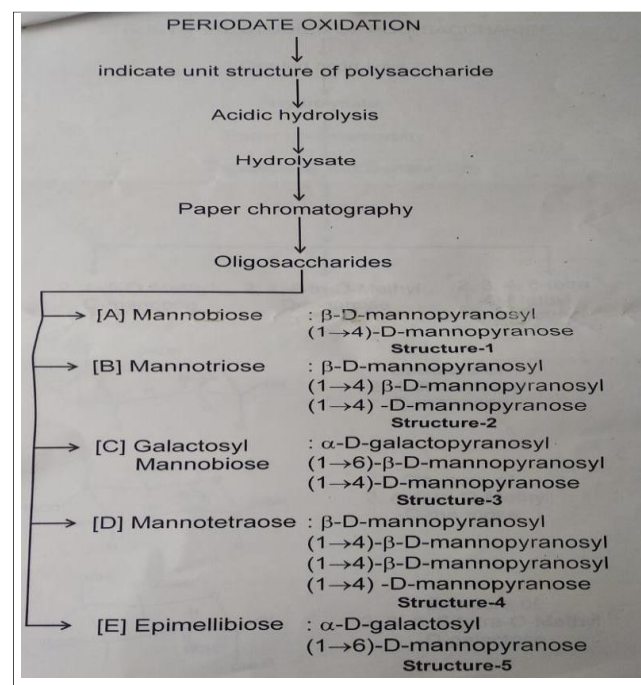 PERIODATE OXIDATION
indicate unit structure of polysaccharide
Acidic hydrolysis
Hydrolysate
Paper chromatography
Oligosaccharides
[A] Mannobiose : β-D-mannopyranosyl
(1→4)-D-mannopyranose
Structure-1
[B] Mannotriose : β-D-mannopyranosyl
(1→4) β-D-mannopyranosyl
(1→4) -D-mannopyranose
Structure-2
[C] Galactosyl : α-D-galactopyranosyl
Mannobiose (1→6)-β-D-mannopyranosyl
(1→4)-D-mannopyranose
Structure-3
[D] Mannotetraose : β-D-mannopyranosyl
(1→4)-β-D-mannopyranosyl
(1→4)-β-D-mannopyranosyl
(1→4) -D-mannopyranose
Structure-4
[E] Epimellibiose : α-D-galactosyl
(1→6)-D-mannopyranose
Structure-5